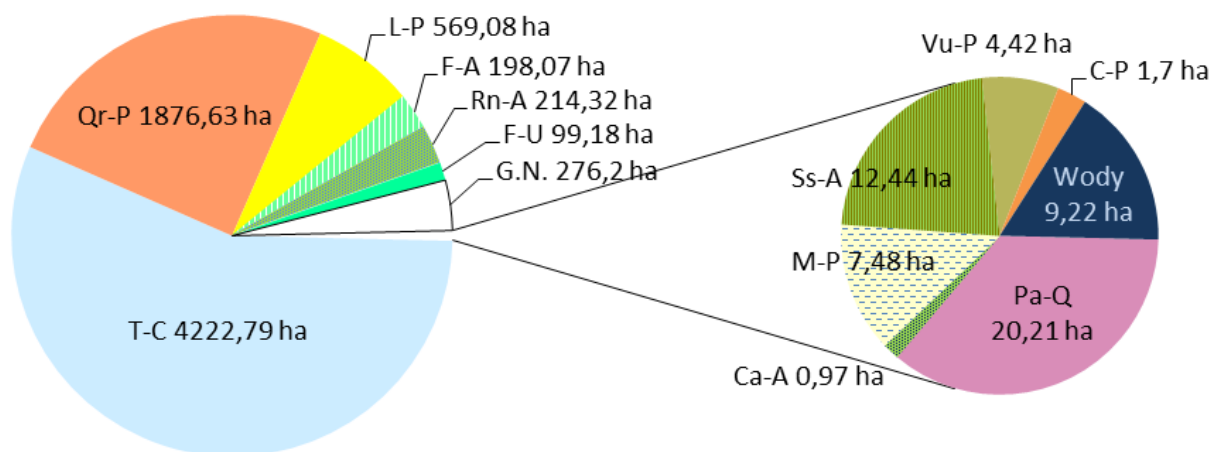 L-P 569,08 ha
F-A 198,07 ha
Qr-P 1876,63 ha
Rn-A 214,32 ha
F-U 99,18 ha
G.N. 276,2 ha
T-C 4222,79 ha
Vu-P 4,42 ha
C-P 1,7 ha
Ss-A 12,44 ha
Wody
9,22 ha
M-P 7,48 ha
Pa-Q
20,21 ha
Ca-A 0,97 ha